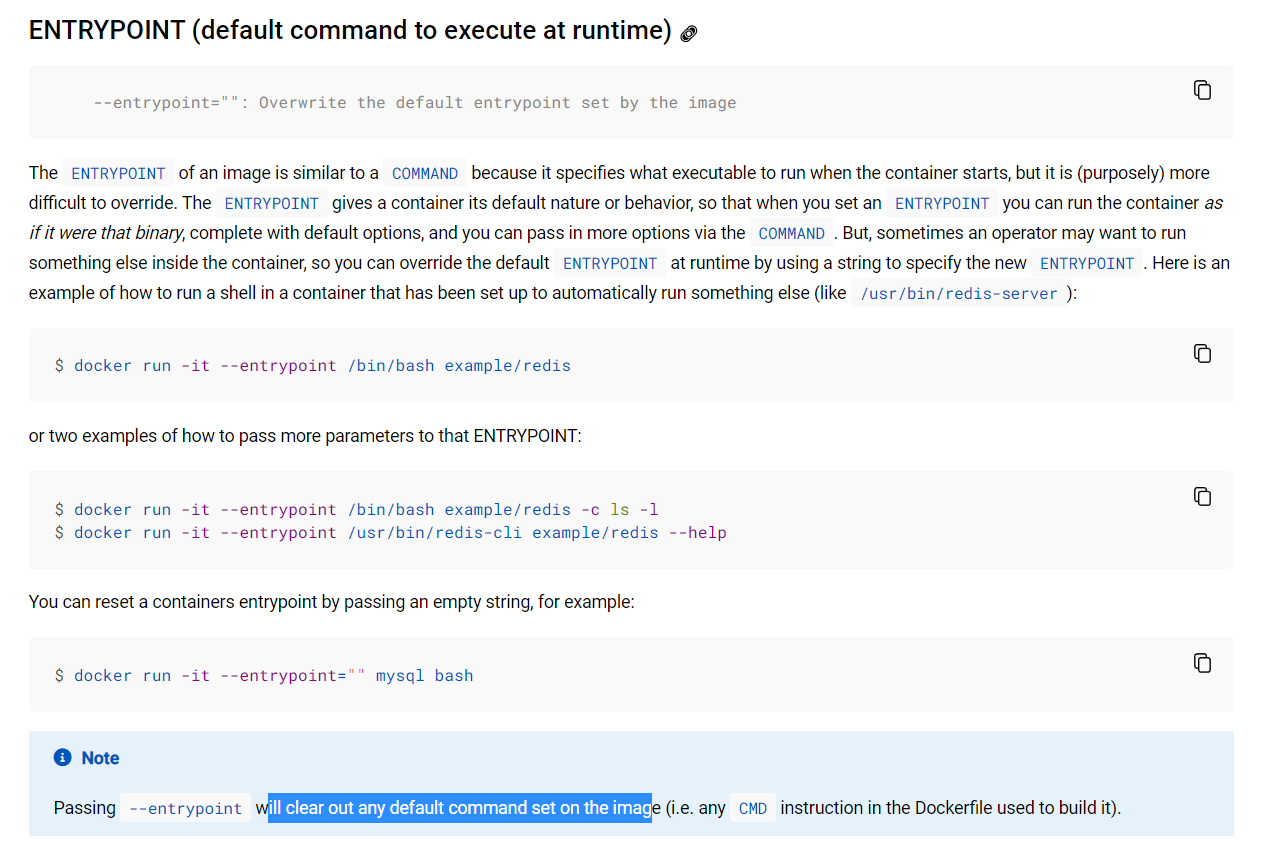 ENTRYPOINT (default command to execute at runtime)
--entrypoint="": Overwrite the default entrypoint set by the image
The ENTRYPOINT of an image is similar to a COMMAND because it specifies what executable to run when the container starts, but it is (purposely) more
difficult to override. The ENTRYPOINT gives a container its default nature or behavior, so that when you set an ENTRYPOINT you can run the container as
if it were that binary, complete with default options, and you can pass in more options via the COMMAND . But, sometimes an operator may want to run
something else inside the container, so you can override the default ENTRYPOINT at runtime by using a string to specify the new ENTRYPOINT . Here is an
example of how to run a shell in a container that has been set up to automatically run something else (like /usr/bin/redis-server ):
$ docker run -it --entrypoint /bin/bash example/redis
or two examples of how to pass more parameters to that ENTRYPOINT:
$ docker run -it --entrypoint /bin/bash example/redis -c ls -l
$ docker run -it --entrypoint /usr/bin/redis-cli example/redis --help
You can reset a containers entrypoint by passing an empty string, for example:
$ docker run -it --entrypoint="" mysql bash
Note
Passing --entrypoint will clear out any default command set on the image (i.e. any CMD instruction in the Dockerfile used to build it).